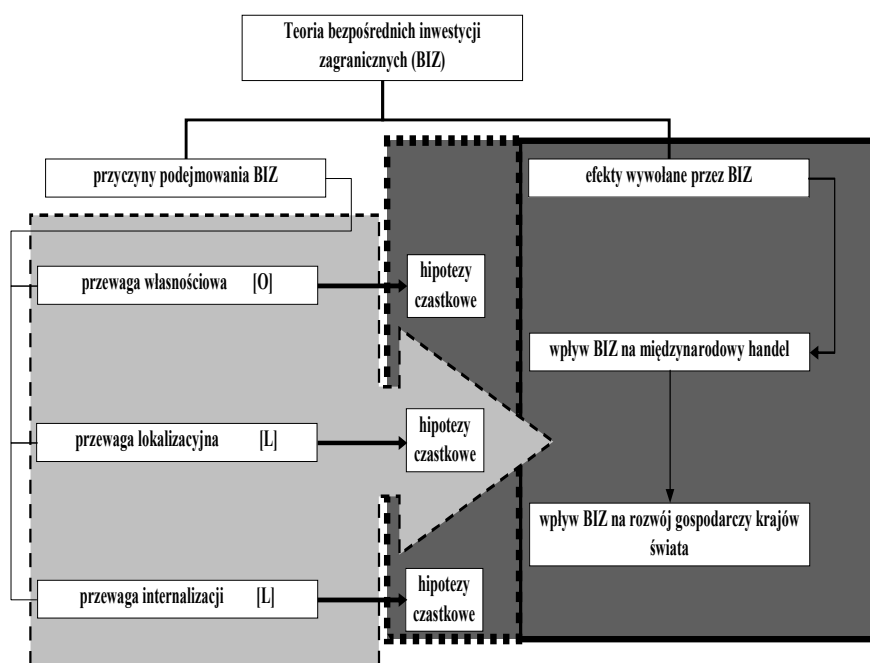 Teoria bezpośrednich inwestycji
zagranicznych (BIZ)
przyczyny podejmowania BIZ
efekty wywołane przez BIZ
przewaga własnościowa [O]
hipotezy
czastkowe
wpływ BIZ na międzynarodowy handel
przewaga lokalizacyjna [L]
hipotezy
czastkowe
wpływ BIZ na rozwój gospodarczy krajów
świata
przewaga internalizacji [L]
hipotezy
czastkowe